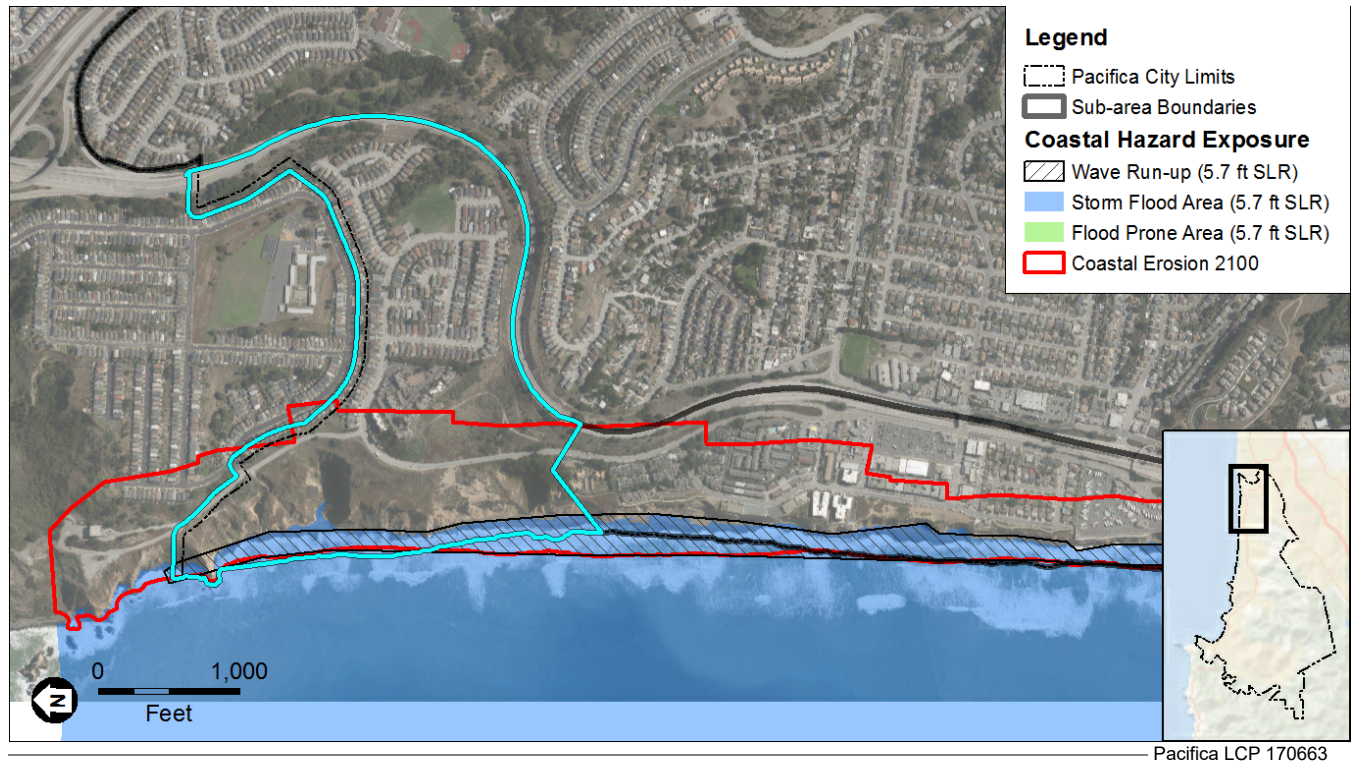 Legend
Pacifica City Limits
Sub-area Boundaries
Coastal Hazard Exposure
Wave Run-up (5.7 ft SLR)
Storm Flood Area (5.7 ft SLR)
Flood Prone Area (5.7 ft SLR)
Coastal Erosion 2100
0 1,000
Feet
N
Pacifica LCP 170663